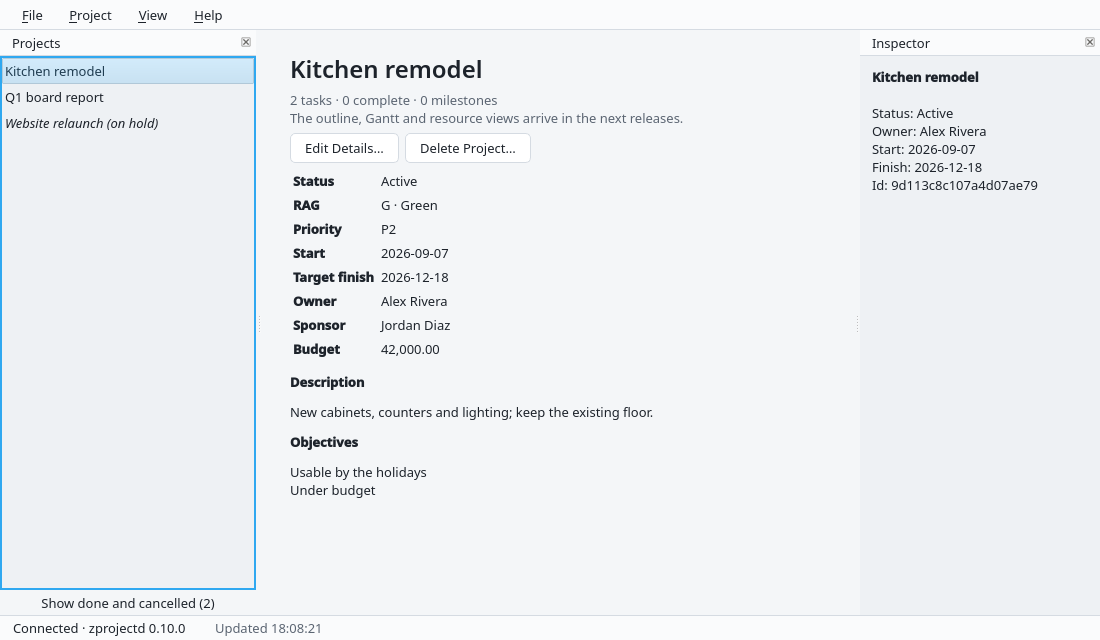 File Project View Help
Projects
Kitchen remodel
Q1 board report
Website relaunch (on hold)
Show done and cancelled (2)
Kitchen remodel
2 tasks · 0 complete · 0 milestones
The outline, Gantt and resource views arrive in the next releases.
Edit Details... Delete Project...
Status Active
RAG G · Green
Priority P2
Start 2026-09-07
Target finish 2026-12-18
Owner Alex Rivera
Sponsor Jordan Diaz
Budget 42,000.00
Description
New cabinets, counters and lighting; keep the existing floor.
Objectives
Usable by the holidays
Under budget
Inspector
Kitchen remodel
Status: Active
Owner: Alex Rivera
Start: 2026-09-07
Finish: 2026-12-18
Id: 9d113c8c107a4d07ae79
Connected · zprojectd 0.10.0 Updated 18:08:21